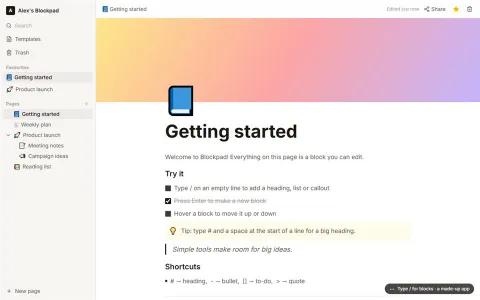 A Alex's Blockpad
Search
Templates
Trash
Favourites
Getting started
Product launch
Pages +
Getting started
Weekly plan
Product launch
Meeting notes
Campaign ideas
Reading list
+ New page
Getting started
Edited just now
Share
Getting started
Welcome to Blockpad! Everything on this page is a block you can edit.
Try it
Type / on an empty line to add a heading, list or callout
Press Enter to make a new block
Hover a block to move it up or down
Tip: type # and a space at the start of a line for a big heading.
Simple tools make room for big ideas.
Shortcuts
• # → heading, - → bullet, [] → to-do, > → quote
Type / for blocks · a made-up app